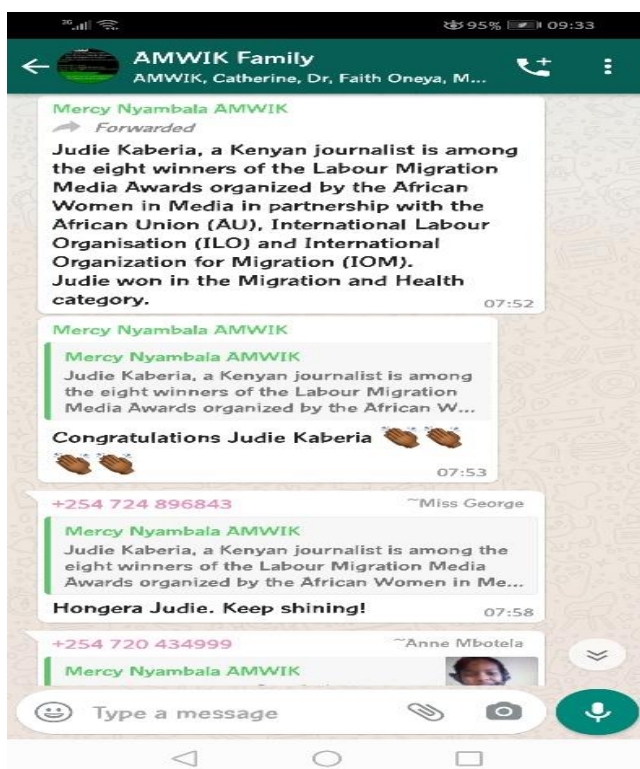 3G 95% 09:33
AMWIK Family
AMWIK, Catherine, Dr, Faith Oneya, M...
Mercy Nyambala AMWIK
Forwarded
Judie Kaberia, a Kenyan journalist is among
the eight winners of the Labour Migration
Media Awards organized by the African
Women in Media in partnership with the
African Union (AU), International Labour
Organisation (ILO) and International
Organization for Migration (IOM).
Judie won in the Migration and Health
category.
07:52
Mercy Nyambala AMWIK
Mercy Nyambala AMWIK
Judie Kaberia, a Kenyan journalist is among
the eight winners of the Labour Migration
Media Awards organized by the African W...
Congratulations Judie Kaberia 👏🏾 👏🏾
👏🏾 👏🏾
07:53
+254 724 896843 ~Miss George
Mercy Nyambala AMWIK
Judie Kaberia, a Kenyan journalist is among the
eight winners of the Labour Migration Media
Awards organized by the African Women in Me...
Hongera Judie. Keep shining! 07:58
+254 720 434999 ~Anne Mbotela
Mercy Nyambala AMWIK
Type a message